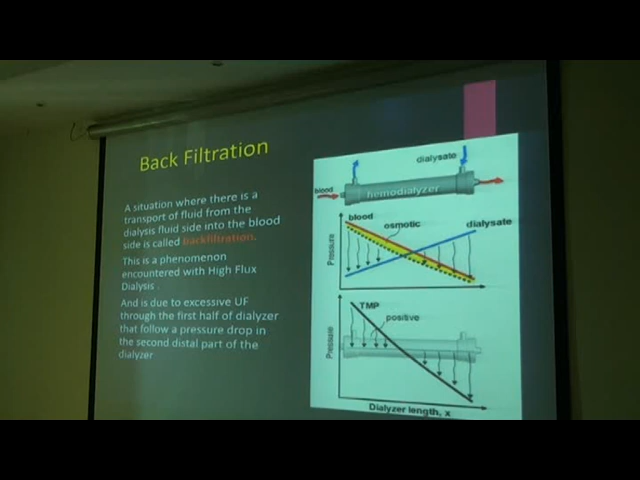 Back Filtration
A situation where there is a
transport of fluid from the
dialysis fluid side into the blood
side is called backfiltration.
This is a phenomenon
encountered with High Flux
Dialysis .
And is due to excessive UF
through the first half of dialyzer
that follow a pressure drop in
the second distal part of the
dialyzer
dialysate
blood
hemodialyzer
blood
osmotic
dialysate
Pressure
TMP
positive
Pressure
Dialyzer length, x